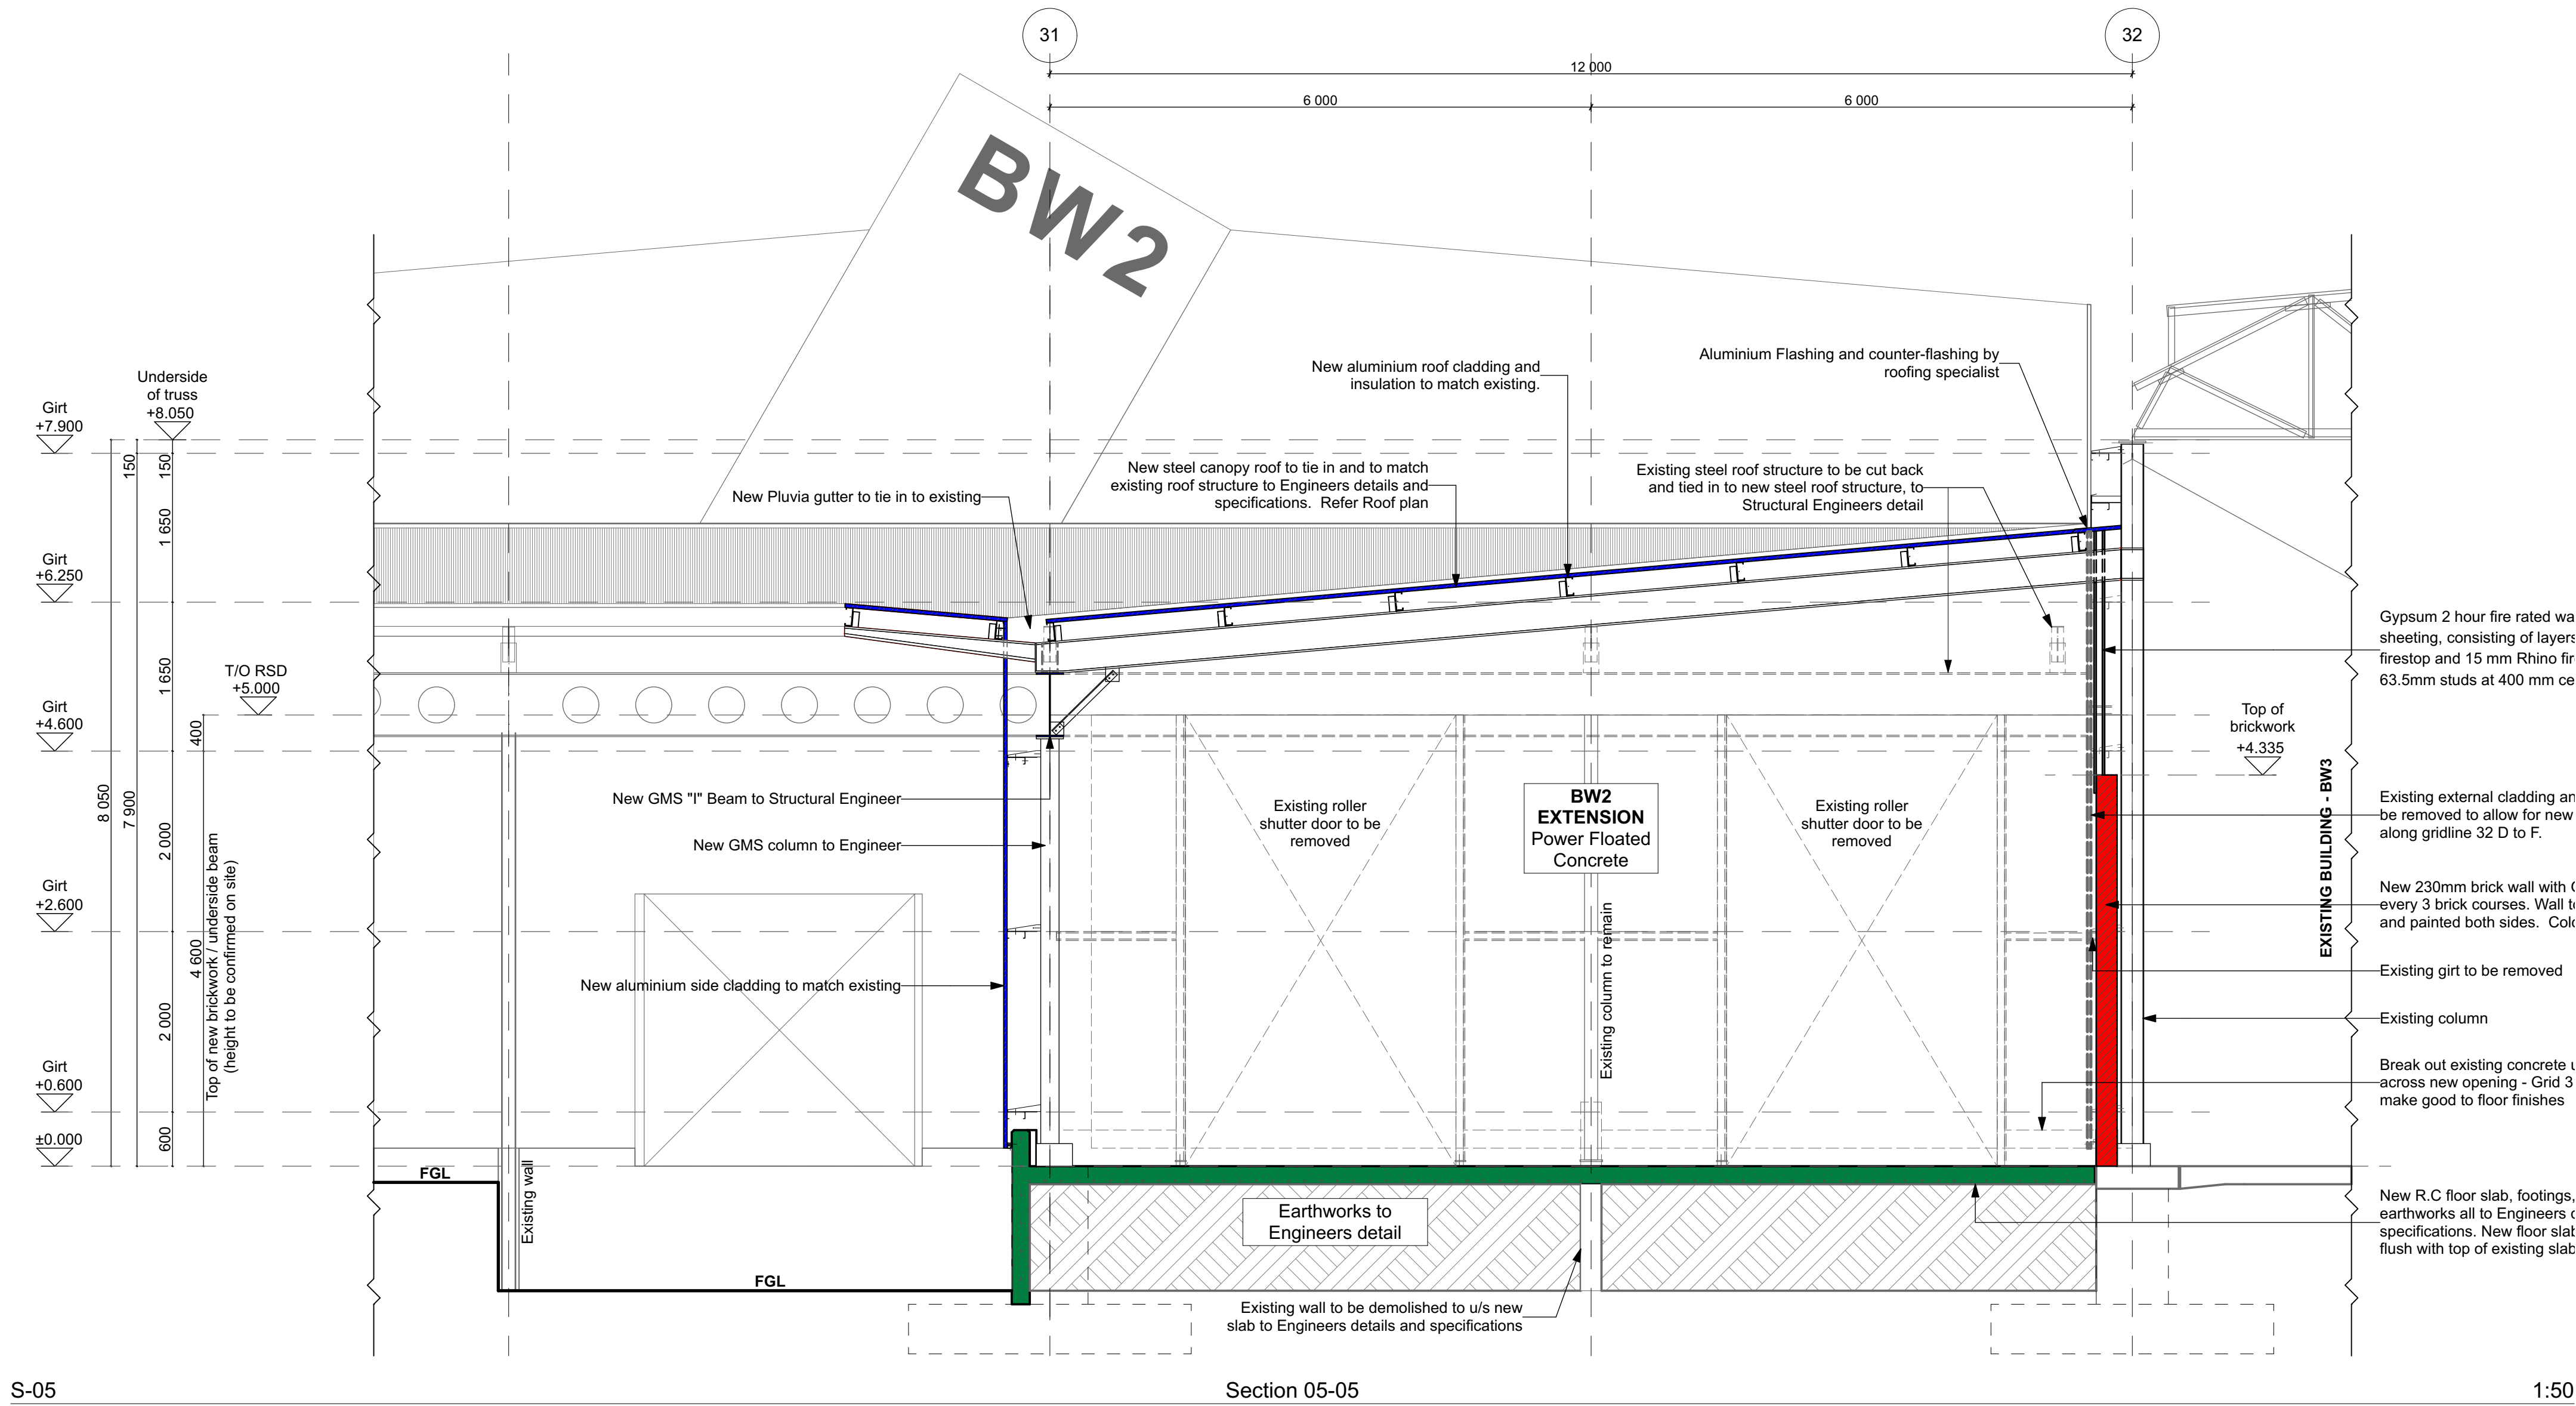 31
32
12 000
6 000
6 000
BW2
Underside
of truss
+8.050
Girt
+7.900
Girt
+6.250
T/O RSD
+5.000
Girt
+4.600
Girt
+2.600
Girt
+0.600
±0.000
8 050
150
7 900
150
1 650
1 650
2 000
2 000
600
400
4 600
Top of new brickwork / underside beam
(height to be confirmed on site)
New Pluvia gutter to tie in to existing
New steel canopy roof to tie in and to match
existing roof structure to Engineers details and
specifications. Refer Roof plan
New aluminium roof cladding and
insulation to match existing.
Aluminium Flashing and counter-flashing by
roofing specialist
Existing steel roof structure to be cut back
and tied in to new steel roof structure, to
Structural Engineers detail
New GMS "I" Beam to Structural Engineer
New GMS column to Engineer
New aluminium side cladding to match existing
Existing roller
shutter door to be
removed
BW2
EXTENSION
Power Floated
Concrete
Existing roller
shutter door to be
removed
Existing column to remain
Top of
brickwork
+4.335
EXISTING BUILDING - BW3
Gypsum 2 hour fire rated wa
sheeting, consisting of layers
firestop and 15 mm Rhino fir
63.5mm studs at 400 mm ce
Existing external cladding an
be removed to allow for new
along gridline 32 D to F.
New 230mm brick wall with
every 3 brick courses. Wall t
and painted both sides. Col
Existing girt to be removed
Existing column
Break out existing concrete u
across new opening - Grid 3
make good to floor finishes
New R.C floor slab, footings,
earthworks all to Engineers
specifications. New floor slab
flush with top of existing slab
FGL
FGL
Existing wall
Earthworks to
Engineers detail
Existing wall to be demolished to u/s new
slab to Engineers details and specifications
S-05
Section 05-05
1:50